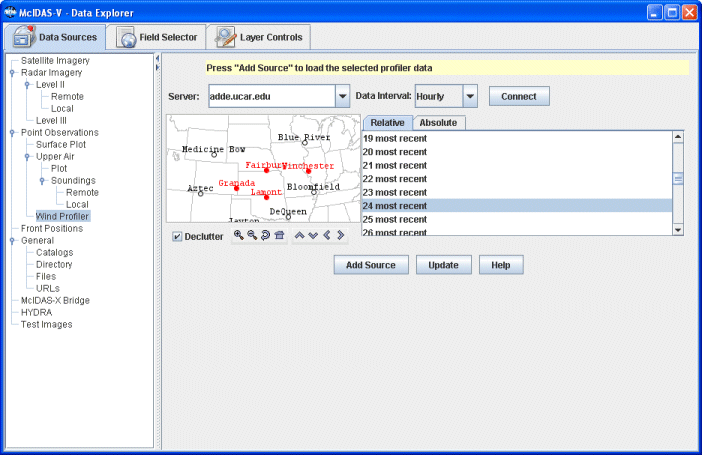 McIDAS-V - Data Explorer
Data Sources
Field Selector
Layer Controls
Satellite Imagery
Radar Imagery
Level II
Remote
Local
Level III
Point Observations
Surface Plot
Upper Air
Plot
Soundings
Remote
Local
Wind Profiler
Front Positions
General
Catalogs
Directory
Files
URLs
McIDAS-X Bridge
HYDRA
Test Images
Press "Add Source" to load the selected profiler data
Server: adde.ucar.edu Data Interval: Hourly Connect
Blue River
Medicine Bow
Fairbury Winchester
Granada
Aztec Lamont Bloomfield
DeQueen
Jayton
Declutter
Relative Absolute
19 most recent
20 most recent
21 most recent
22 most recent
23 most recent
24 most recent
25 most recent
26 most recent
Add Source Update Help